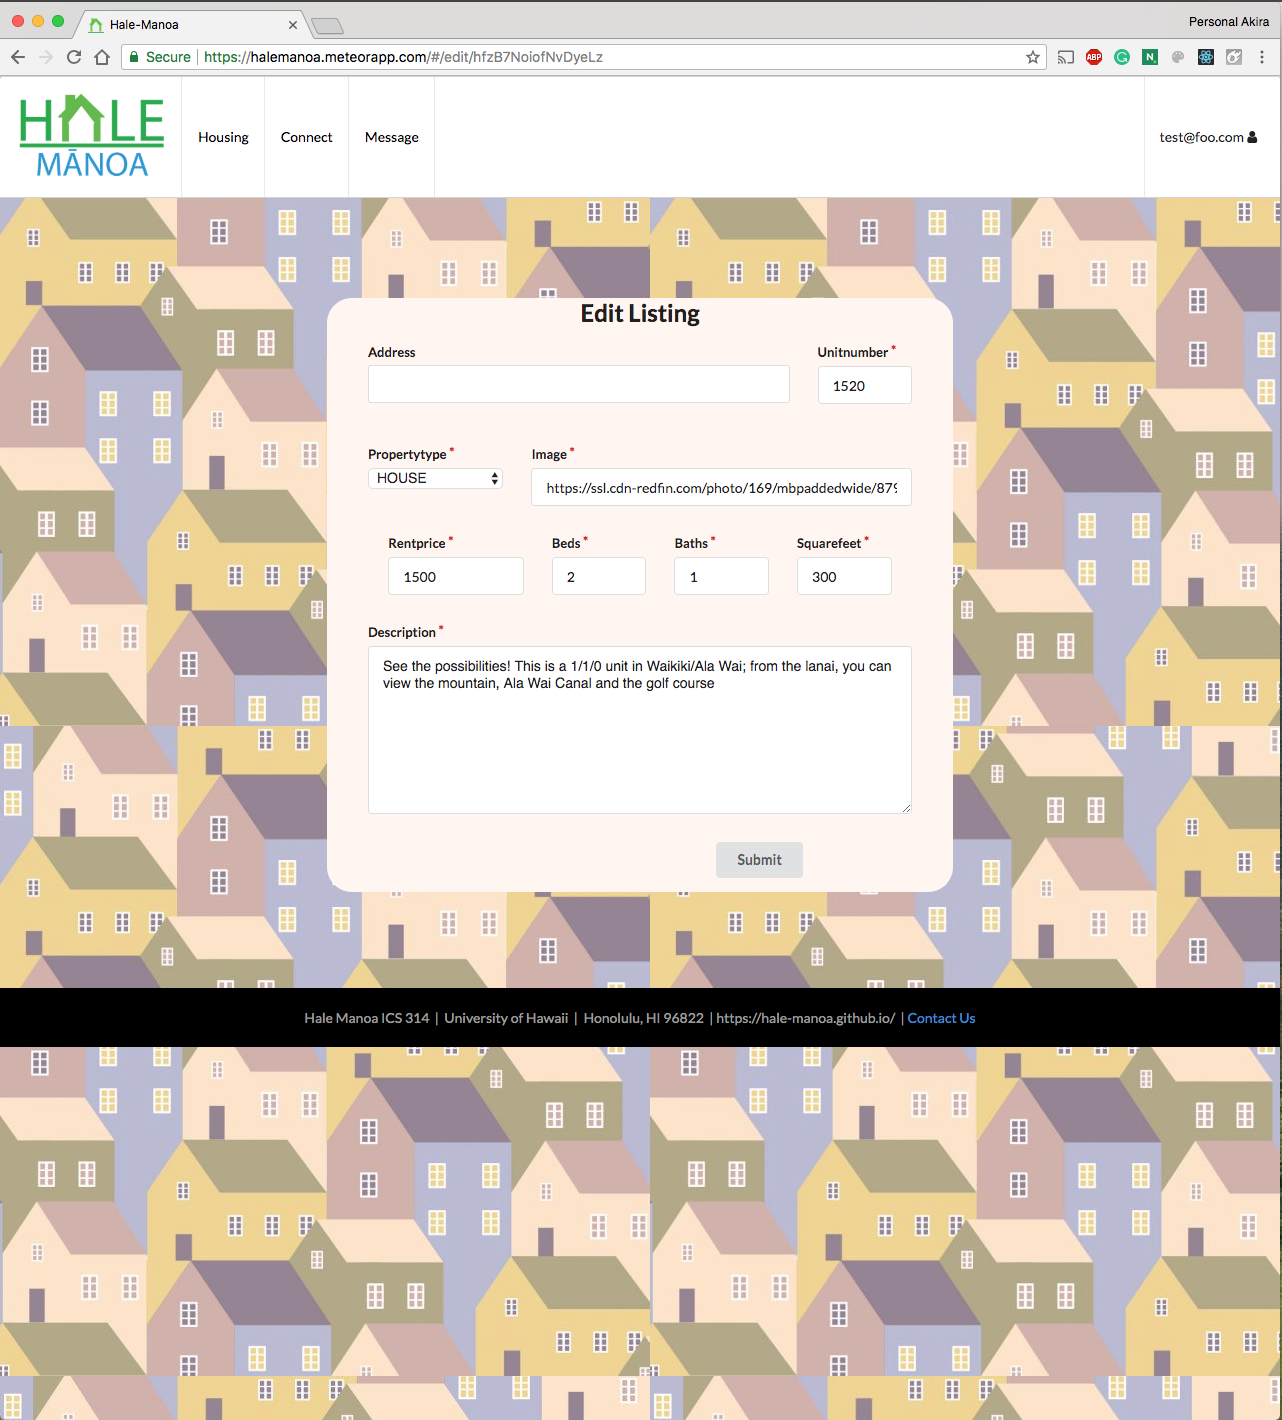 Hale-Manoa
Personal Akira
Secure https://halemanoa.meteorapp.com/#/edit/hfzB7NoiofNvDyeLz
ABP
G
N
HALE
MĀNOA
Housing
Connect
Message
test@foo.com
Edit Listing
Address
Unitnumber *
1520
Propertytype *
Image *
HOUSE
https://ssl.cdn-redfin.com/photo/169/mbpaddedwide/879
Rentprice *
Beds *
Baths *
Squarefeet *
1500
2
1
300
Description *
See the possibilities! This is a 1/1/0 unit in Waikiki/Ala Wai; from the lanai, you can
view the mountain, Ala Wai Canal and the golf course
Submit
Hale Manoa ICS 314 | University of Hawaii | Honolulu, HI 96822 | https://hale-manoa.github.io/ | Contact Us